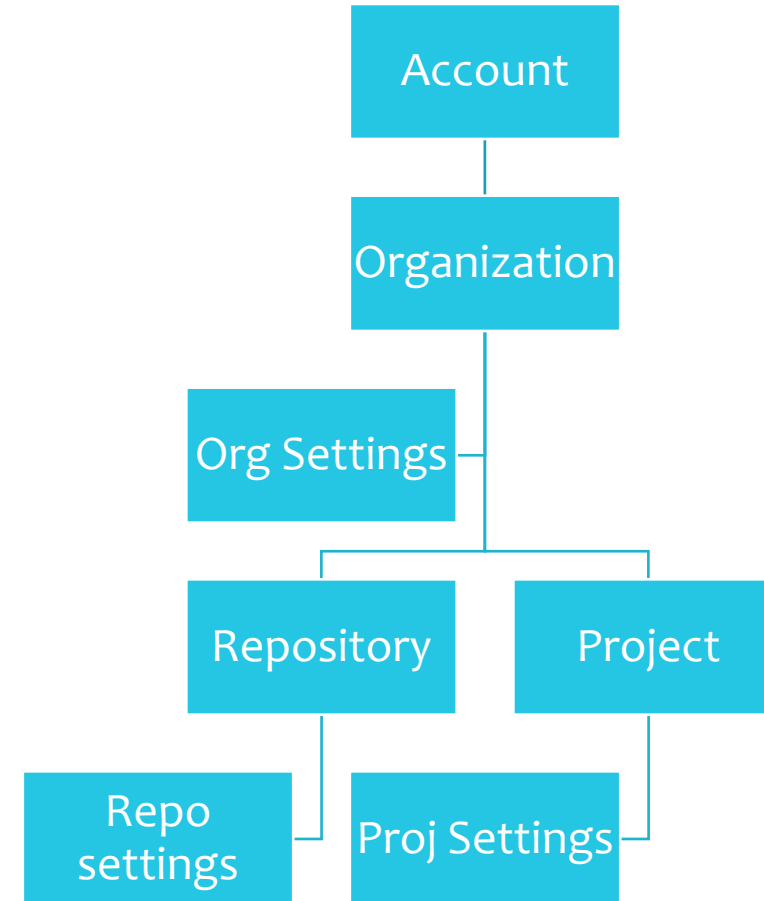 Account
Organization
Org Settings
Repository
Project
Repo
settings
Proj Settings